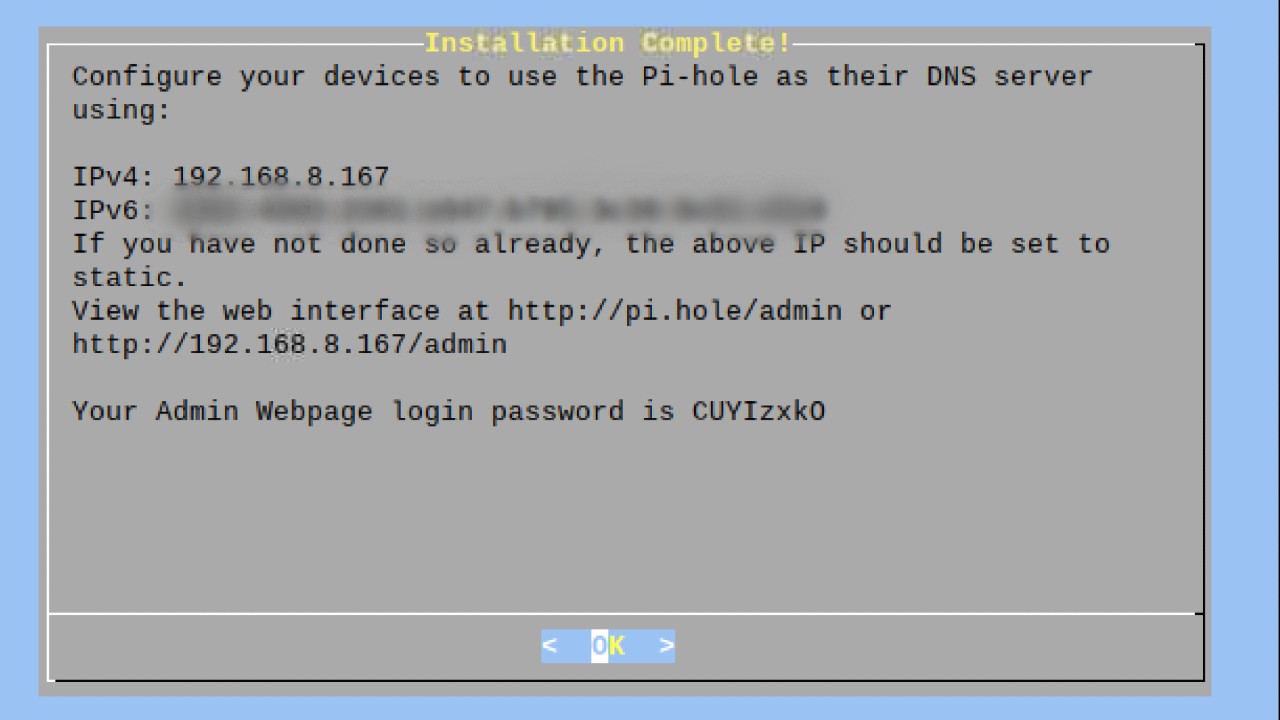 Installation Complete!
Configure your devices to use the Pi-hole as their DNS server
using:
IPv4: 192.168.8.167
IPv6:
If you have not done so already, the above IP should be set to
static.
View the web interface at http://pi.hole/admin or
http://192.168.8.167/admin
Your Admin Webpage login password is CUYIzxkO
< OK >